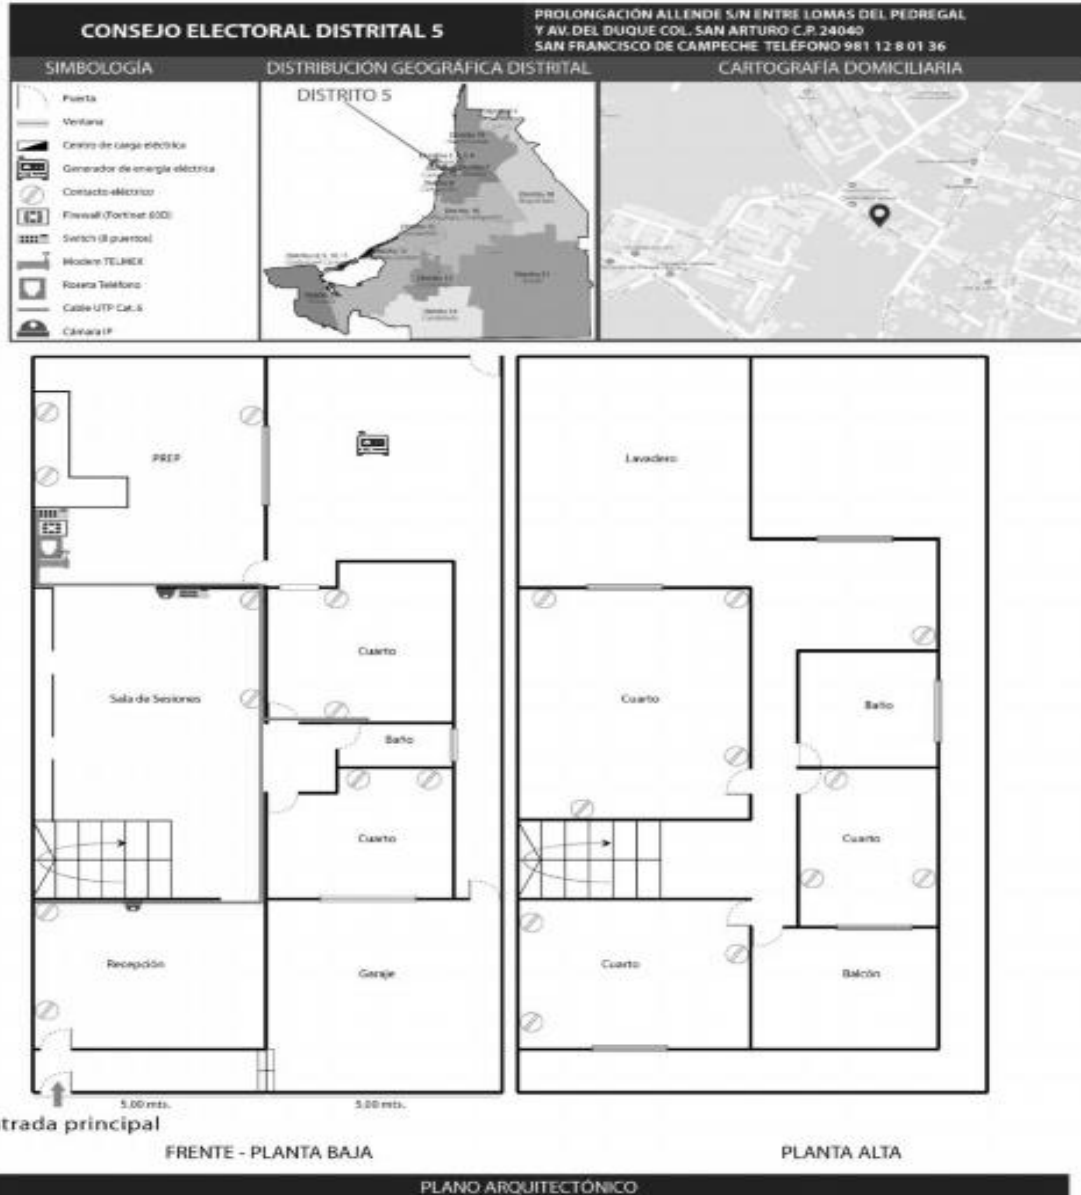 CONSEJO ELECTORAL DISTRITAL 5
PROLONGACIÓN ALLENDE S/N ENTRE LOMAS DEL PEDREGAL
Y AV. DEL DUQUE COL. SAN ARTURO C.P. 24040
SAN FRANCISCO DE CAMPECHE TELÉFONO 981 12 8 01 36
SIMBOLOGÍA
DISTRIBUCIÓN GEOGRÁFICA DISTRITAL
CARTOGRAFÍA DOMICILIARIA
Puerta
Ventana
Centro de carga eléctrica
Generador de energía eléctrica
Contacto eléctrico
Firewall (Fortinet 60D)
Switch (8 puertos)
Modem TELMEX
Roseta Teléfono
Cable UTP Cat. 6
Cámara IP
DISTRITO 5
PREP
Lavadero
Cuarto
Sala de Sesiones
Cuarto
Baño
Baño
Cuarto
Cuarto
Recepción
Garaje
Cuarto
Balcón
5.00 mts.
5.00 mts.
trada principal
FRENTE - PLANTA BAJA
PLANTA ALTA
PLANO ARQUITECTÓNICO